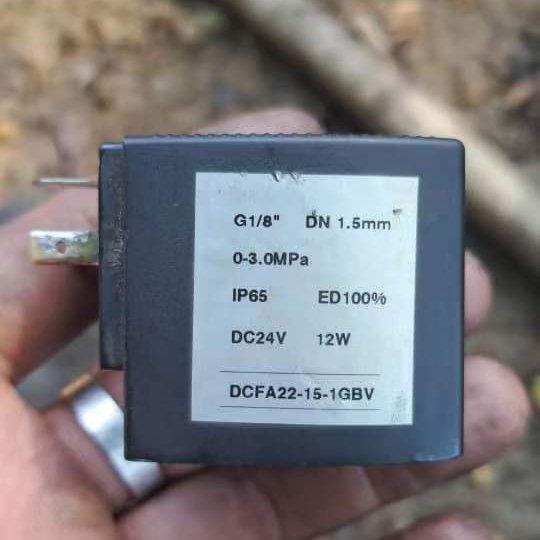 G1/8" DN 1.5mm
0-3.0MPa
IP65 ED100%
DC24V 12W
DCFA22-15-1GBV